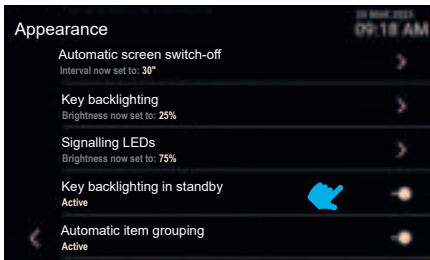 Appearance
09:18 AM
Automatic screen switch-off
Interval now set to: 30"
Key backlighting
Brightness now set to: 25%
Signalling LEDs
Brightness now set to: 75%
Key backlighting in standby
Active
Automatic item grouping
Active